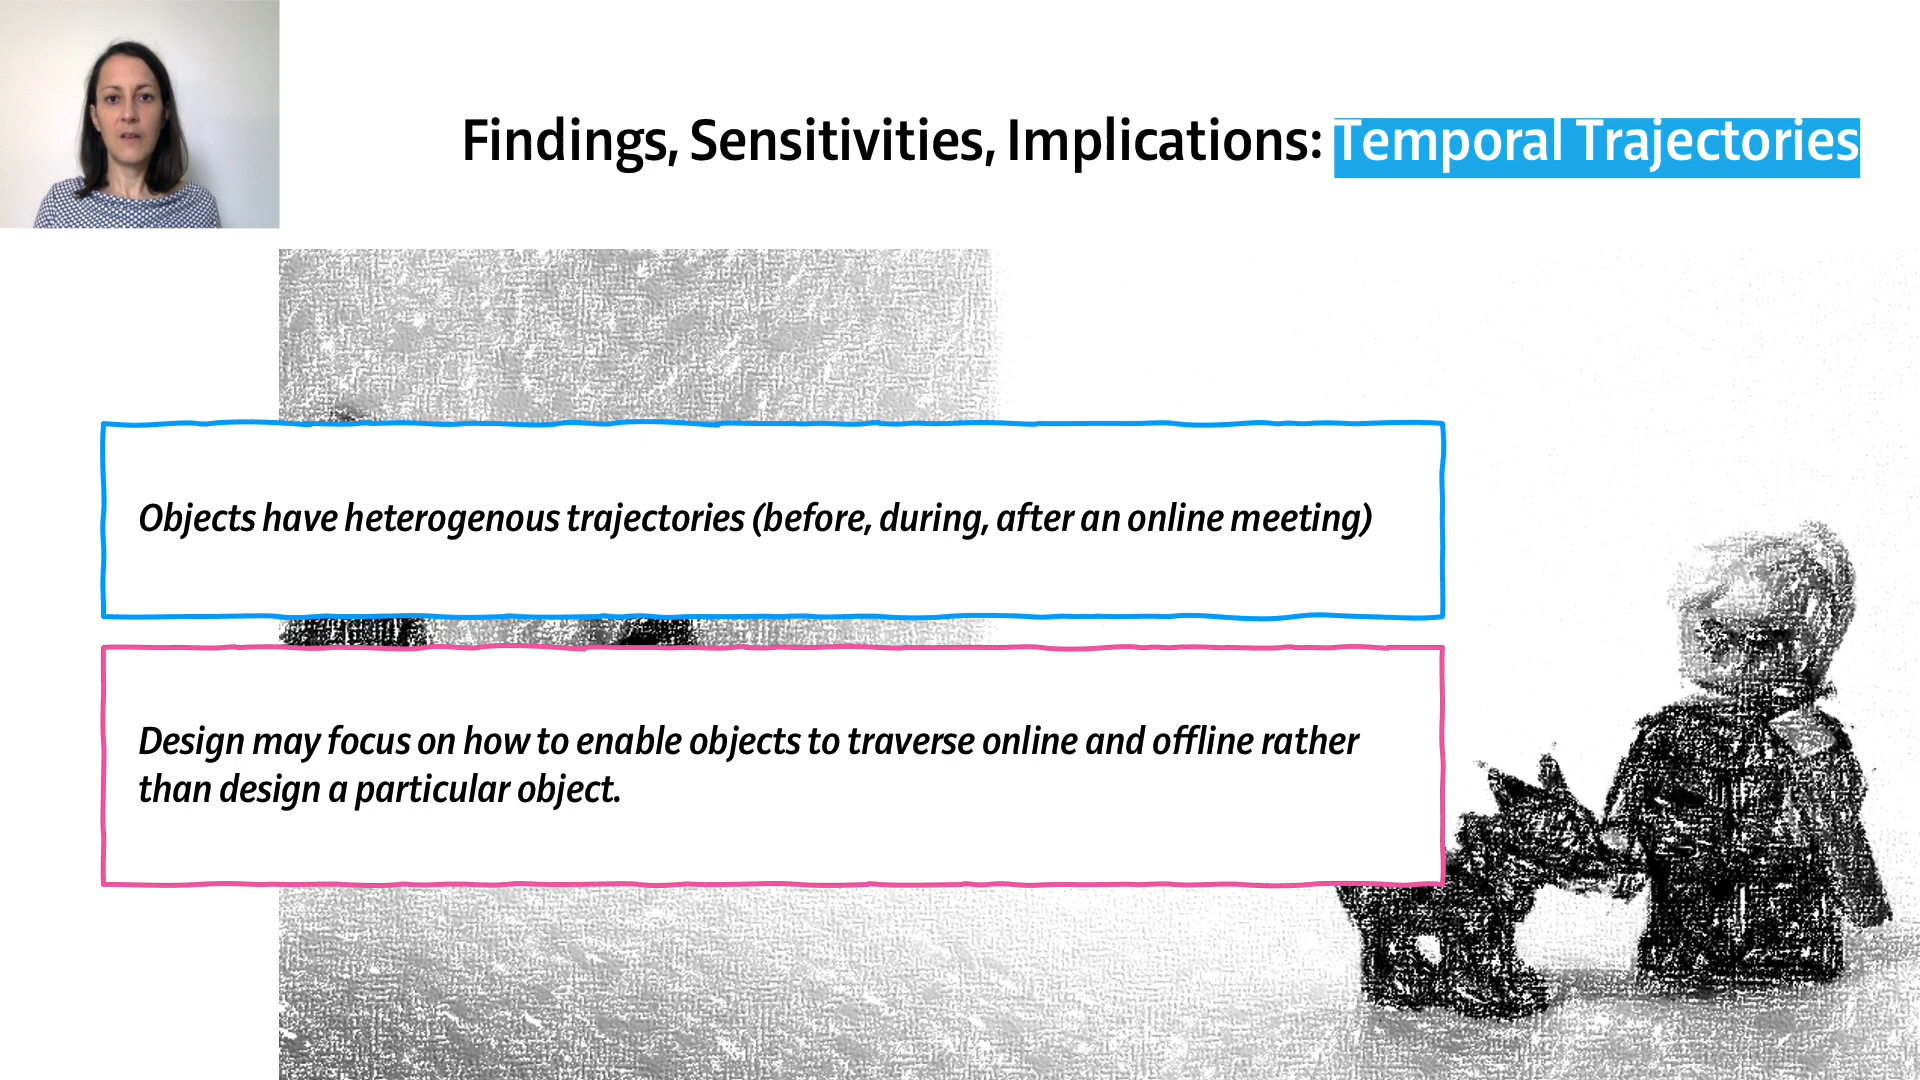 Findings, Sensitivities, Implications: Temporal Trajectories
Objects have heterogenous trajectories (before, during, after an online meeting)
Design may focus on how to enable objects to traverse online and offline rather
than design a particular object.